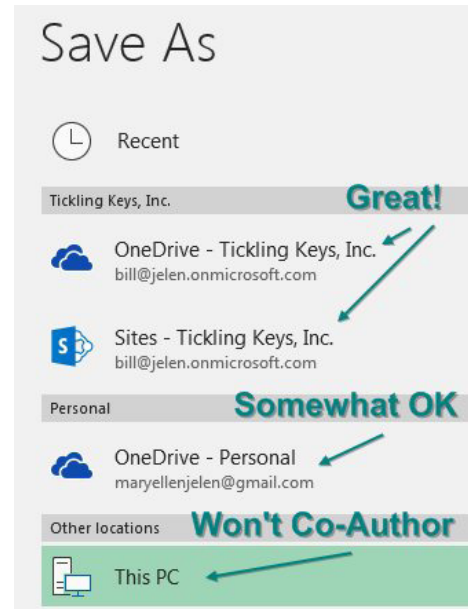 Save As
Recent
Tickling Keys, Inc.
Great!
OneDrive - Tickling Keys, Inc.
bill@jelen.onmicrosoft.com
S
Sites - Tickling Keys, Inc.
bill@jelen.onmicrosoft.com
Personal
Somewhat OK
OneDrive - Personal
maryellenjelen@gmail.com
Other locations
Won't Co-Author
This PC